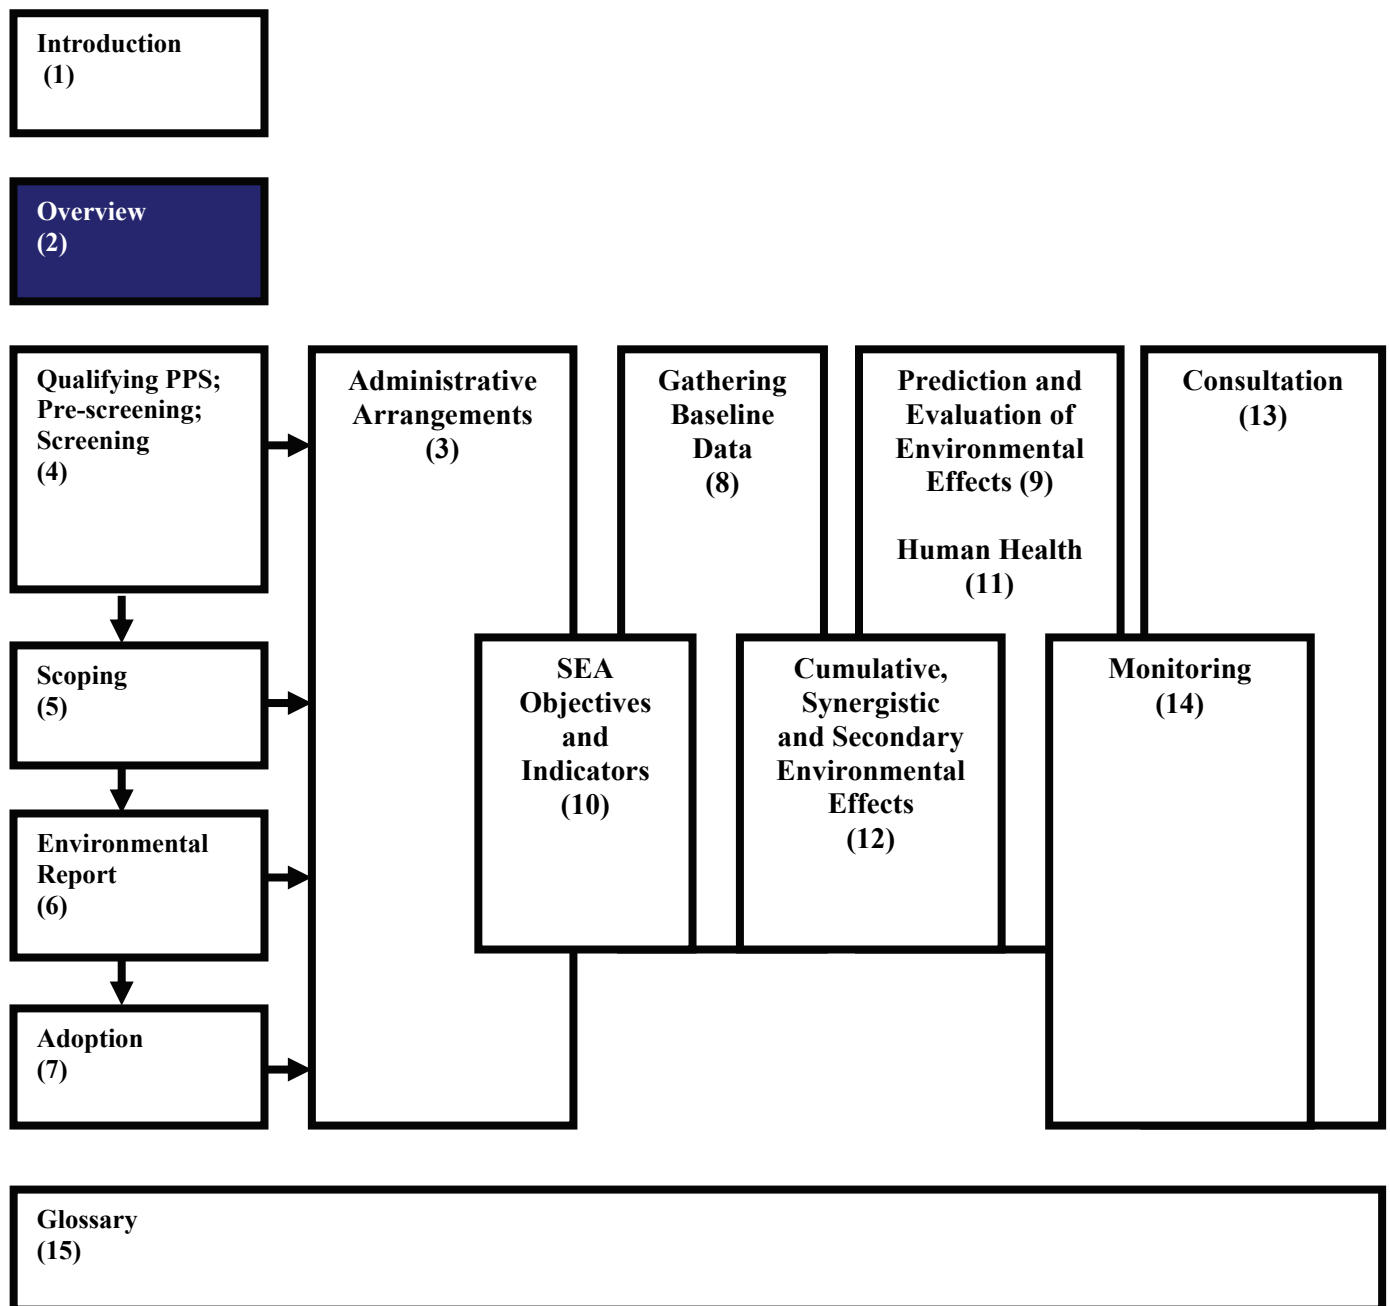 Introduction
(1)
Overview
(2)
Qualifying PPS;
Pre-screening;
Screening
(4)
Administrative
Arrangements
(3)
Gathering
Baseline
Data
(8)
Prediction and
Evaluation of
Environmental
Effects (9)
Human Health
(11)
Consultation
(13)
Scoping
(5)
SEA
Objectives
and
Indicators
(10)
Cumulative,
Synergistic
and Secondary
Environmental
Effects
(12)
Monitoring
(14)
Environmental
Report
(6)
Adoption
(7)
Glossary
(15)